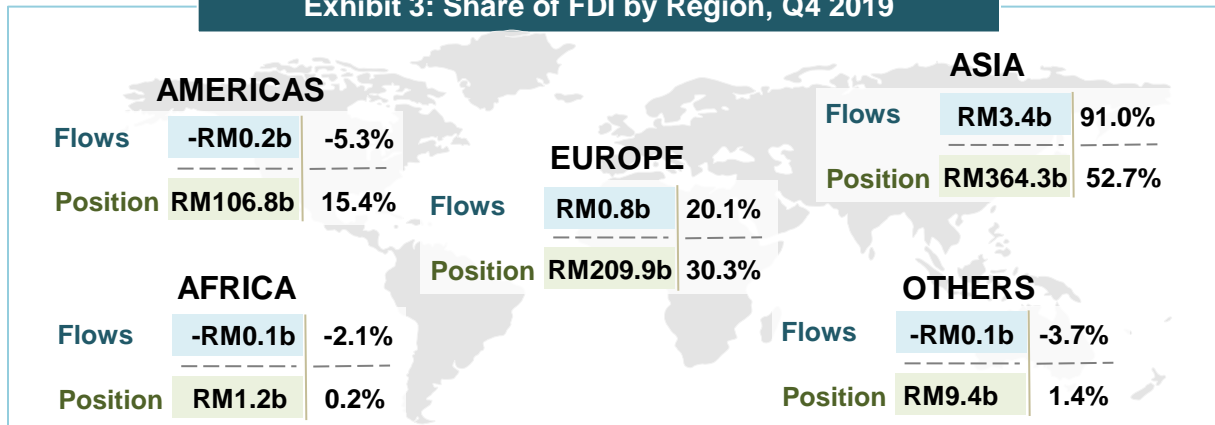 Exhibit 3: Share of FDI by Region, Q4 2019
AMERICAS
Flows -RM0.2b -5.3%
Position RM106.8b 15.4%
EUROPE
Flows RM0.8b 20.1%
Position RM209.9b 30.3%
ASIA
Flows RM3.4b 91.0%
Position RM364.3b 52.7%
AFRICA
Flows -RM0.1b -2.1%
Position RM1.2b 0.2%
OTHERS
Flows -RM0.1b -3.7%
Position RM9.4b 1.4%